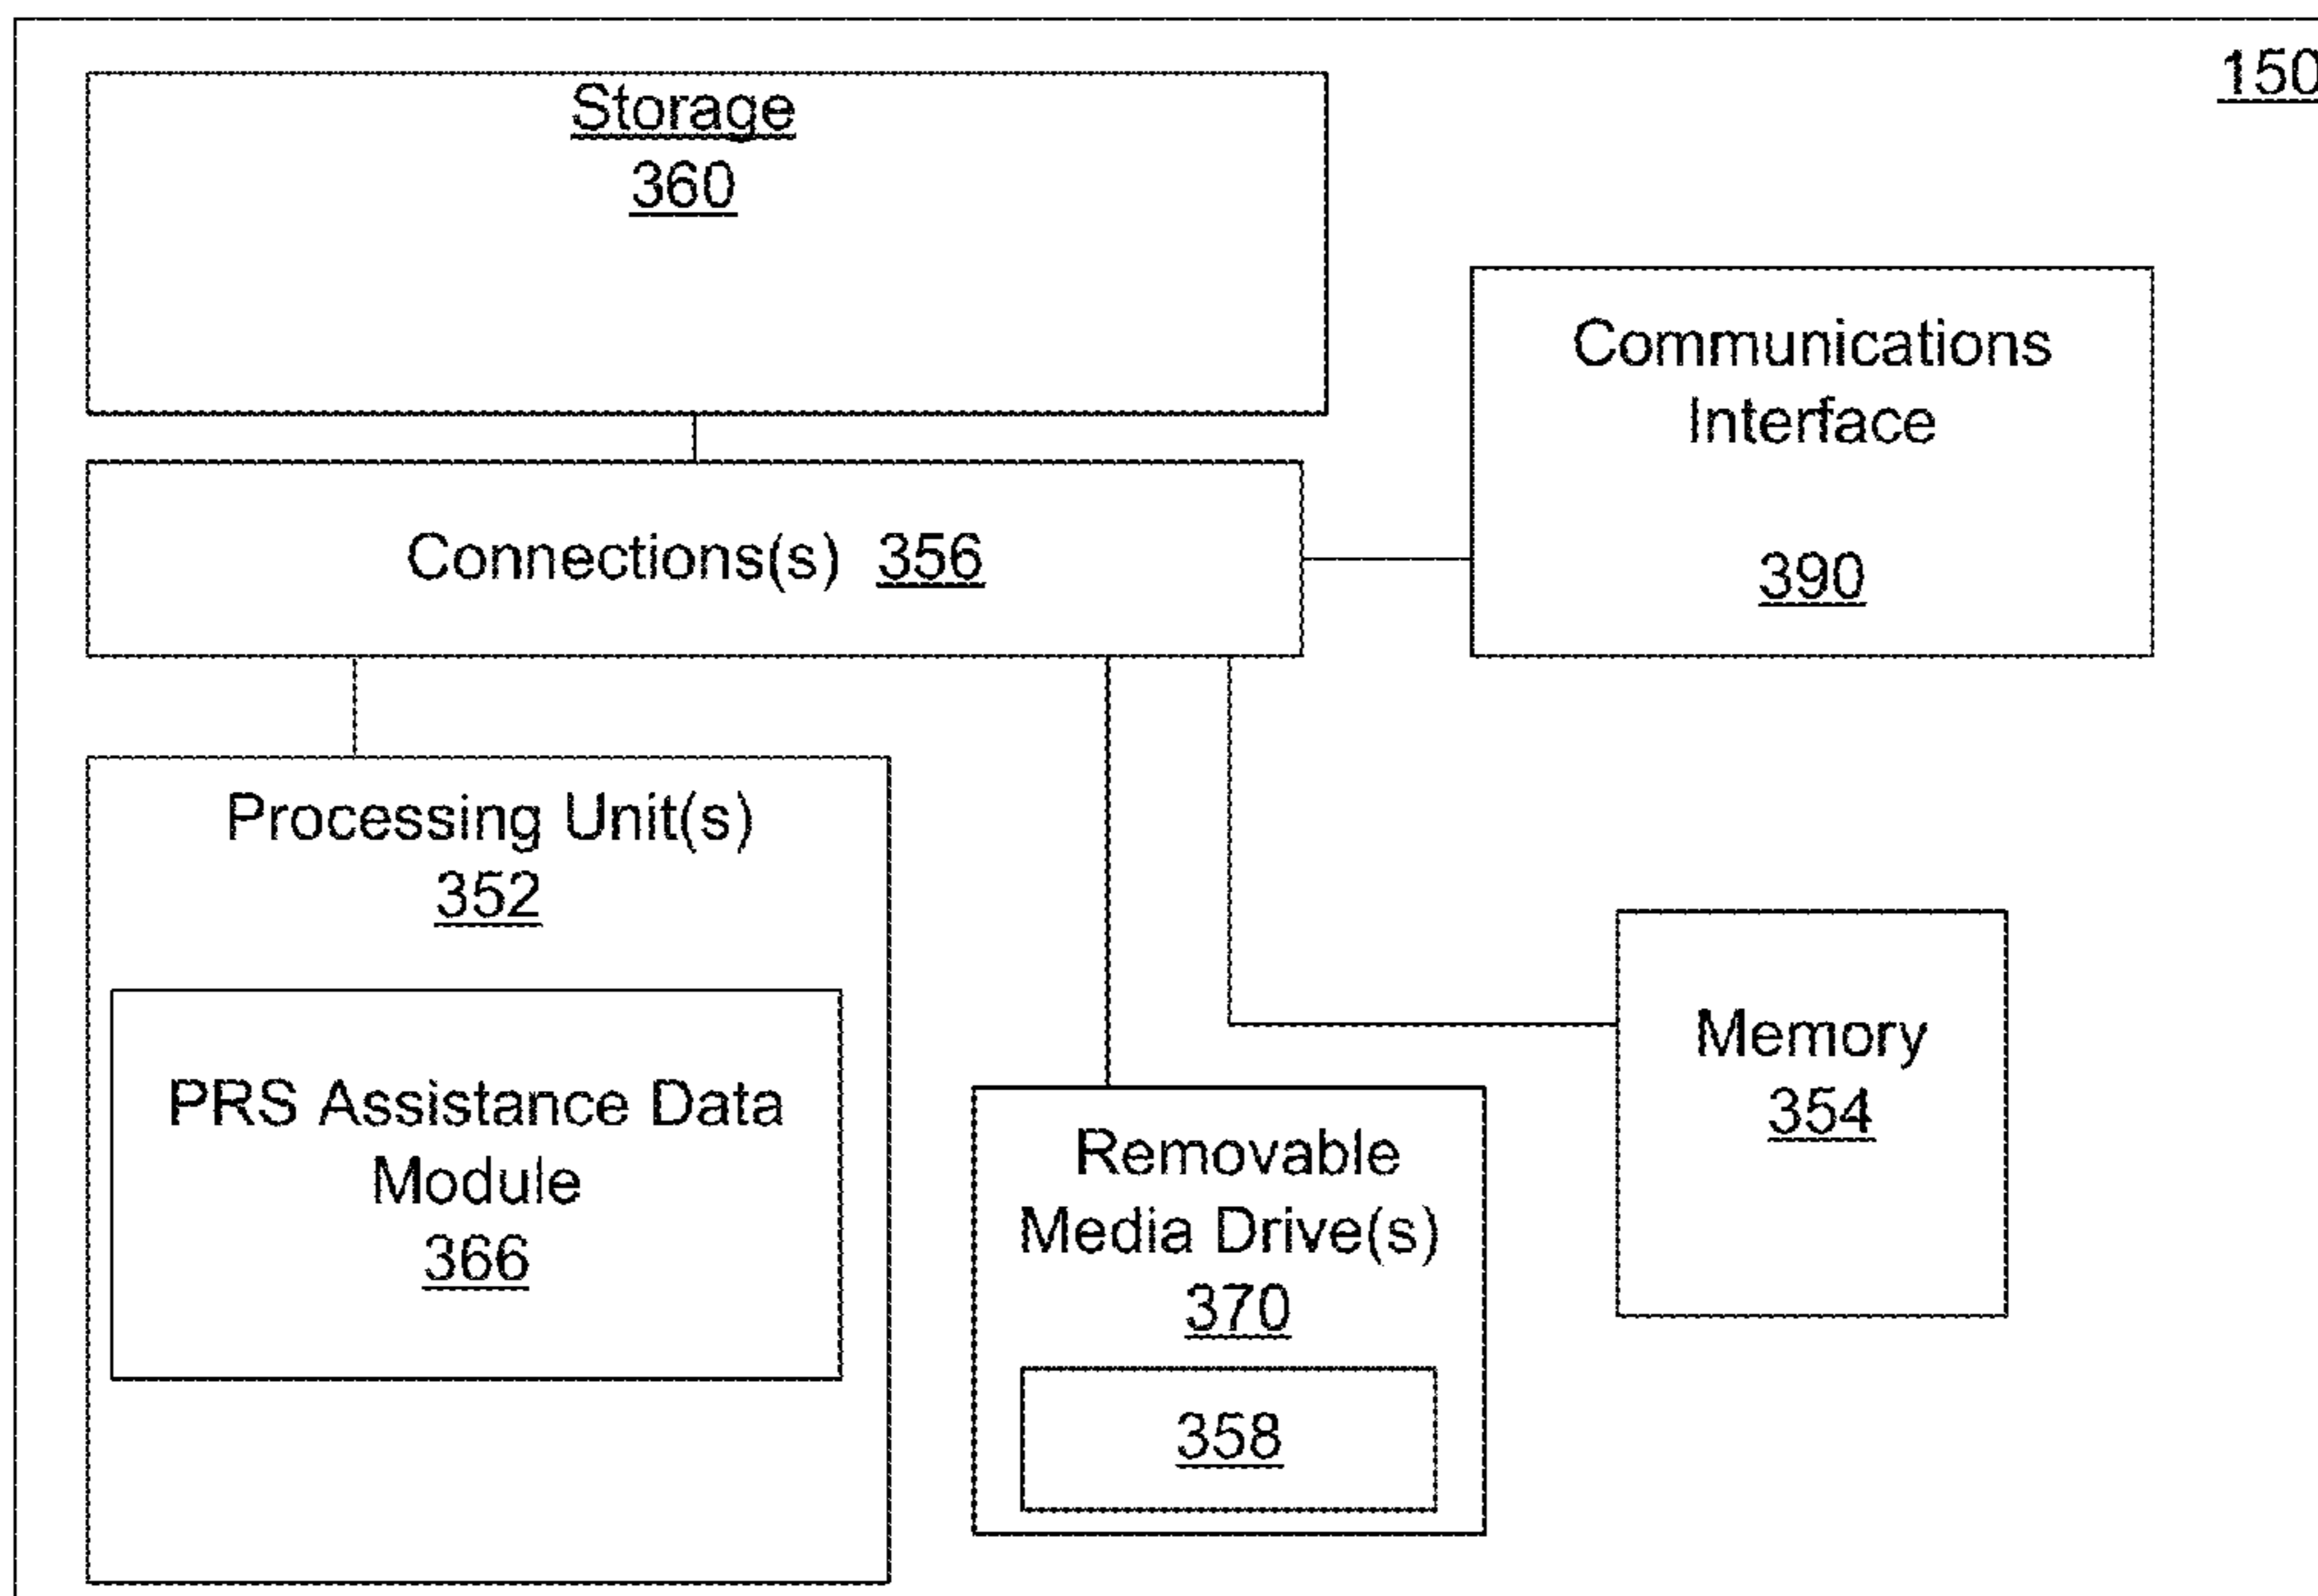 150
Storage
360
Communications
Interface
390
Connections(s) 356
Processing Unit(s)
352
PRS Assistance Data
Module
366
Removable
Media Drive(s)
370
358
Memory
354